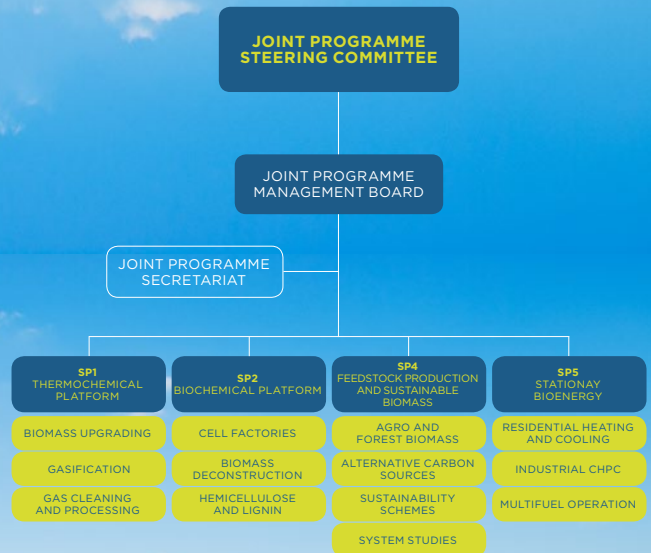 JOINT PROGRAMME
STEERING COMMITTEE
JOINT PROGRAMME
MANAGEMENT BOARD
JOINT PROGRAMME
SECRETARIAT
SP1
THERMOCHEMICAL
PLATFORM
BIOMASS UPGRADING
GASIFICATION
GAS CLEANING
AND PROCESSING
SP2
BIOCHEMICAL PLATFORM
CELL FACTORIES
BIOMASS
DECONSTRUCTION
HEMICELLULOSE
AND LIGNIN
SP4
FEEDSTOCK PRODUCTION
AND SUSTAINABLE
BIOMASS
AGRO AND
FOREST BIOMASS
ALTERNATIVE CARBON
SOURCES
SUSTAINABILITY
SCHEMES
SYSTEM STUDIES
SP5
STATIONAY
BIOENERGY
RESIDENTIAL HEATING
AND COOLING
INDUSTRIAL CHPC
MULTIFUEL OPERATION